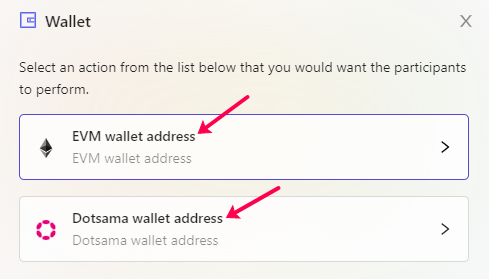 Wallet
Select an action from the list below that you would want the participants
to perform.
EVM wallet address
EVM wallet address
Dotsama wallet address
Dotsama wallet address